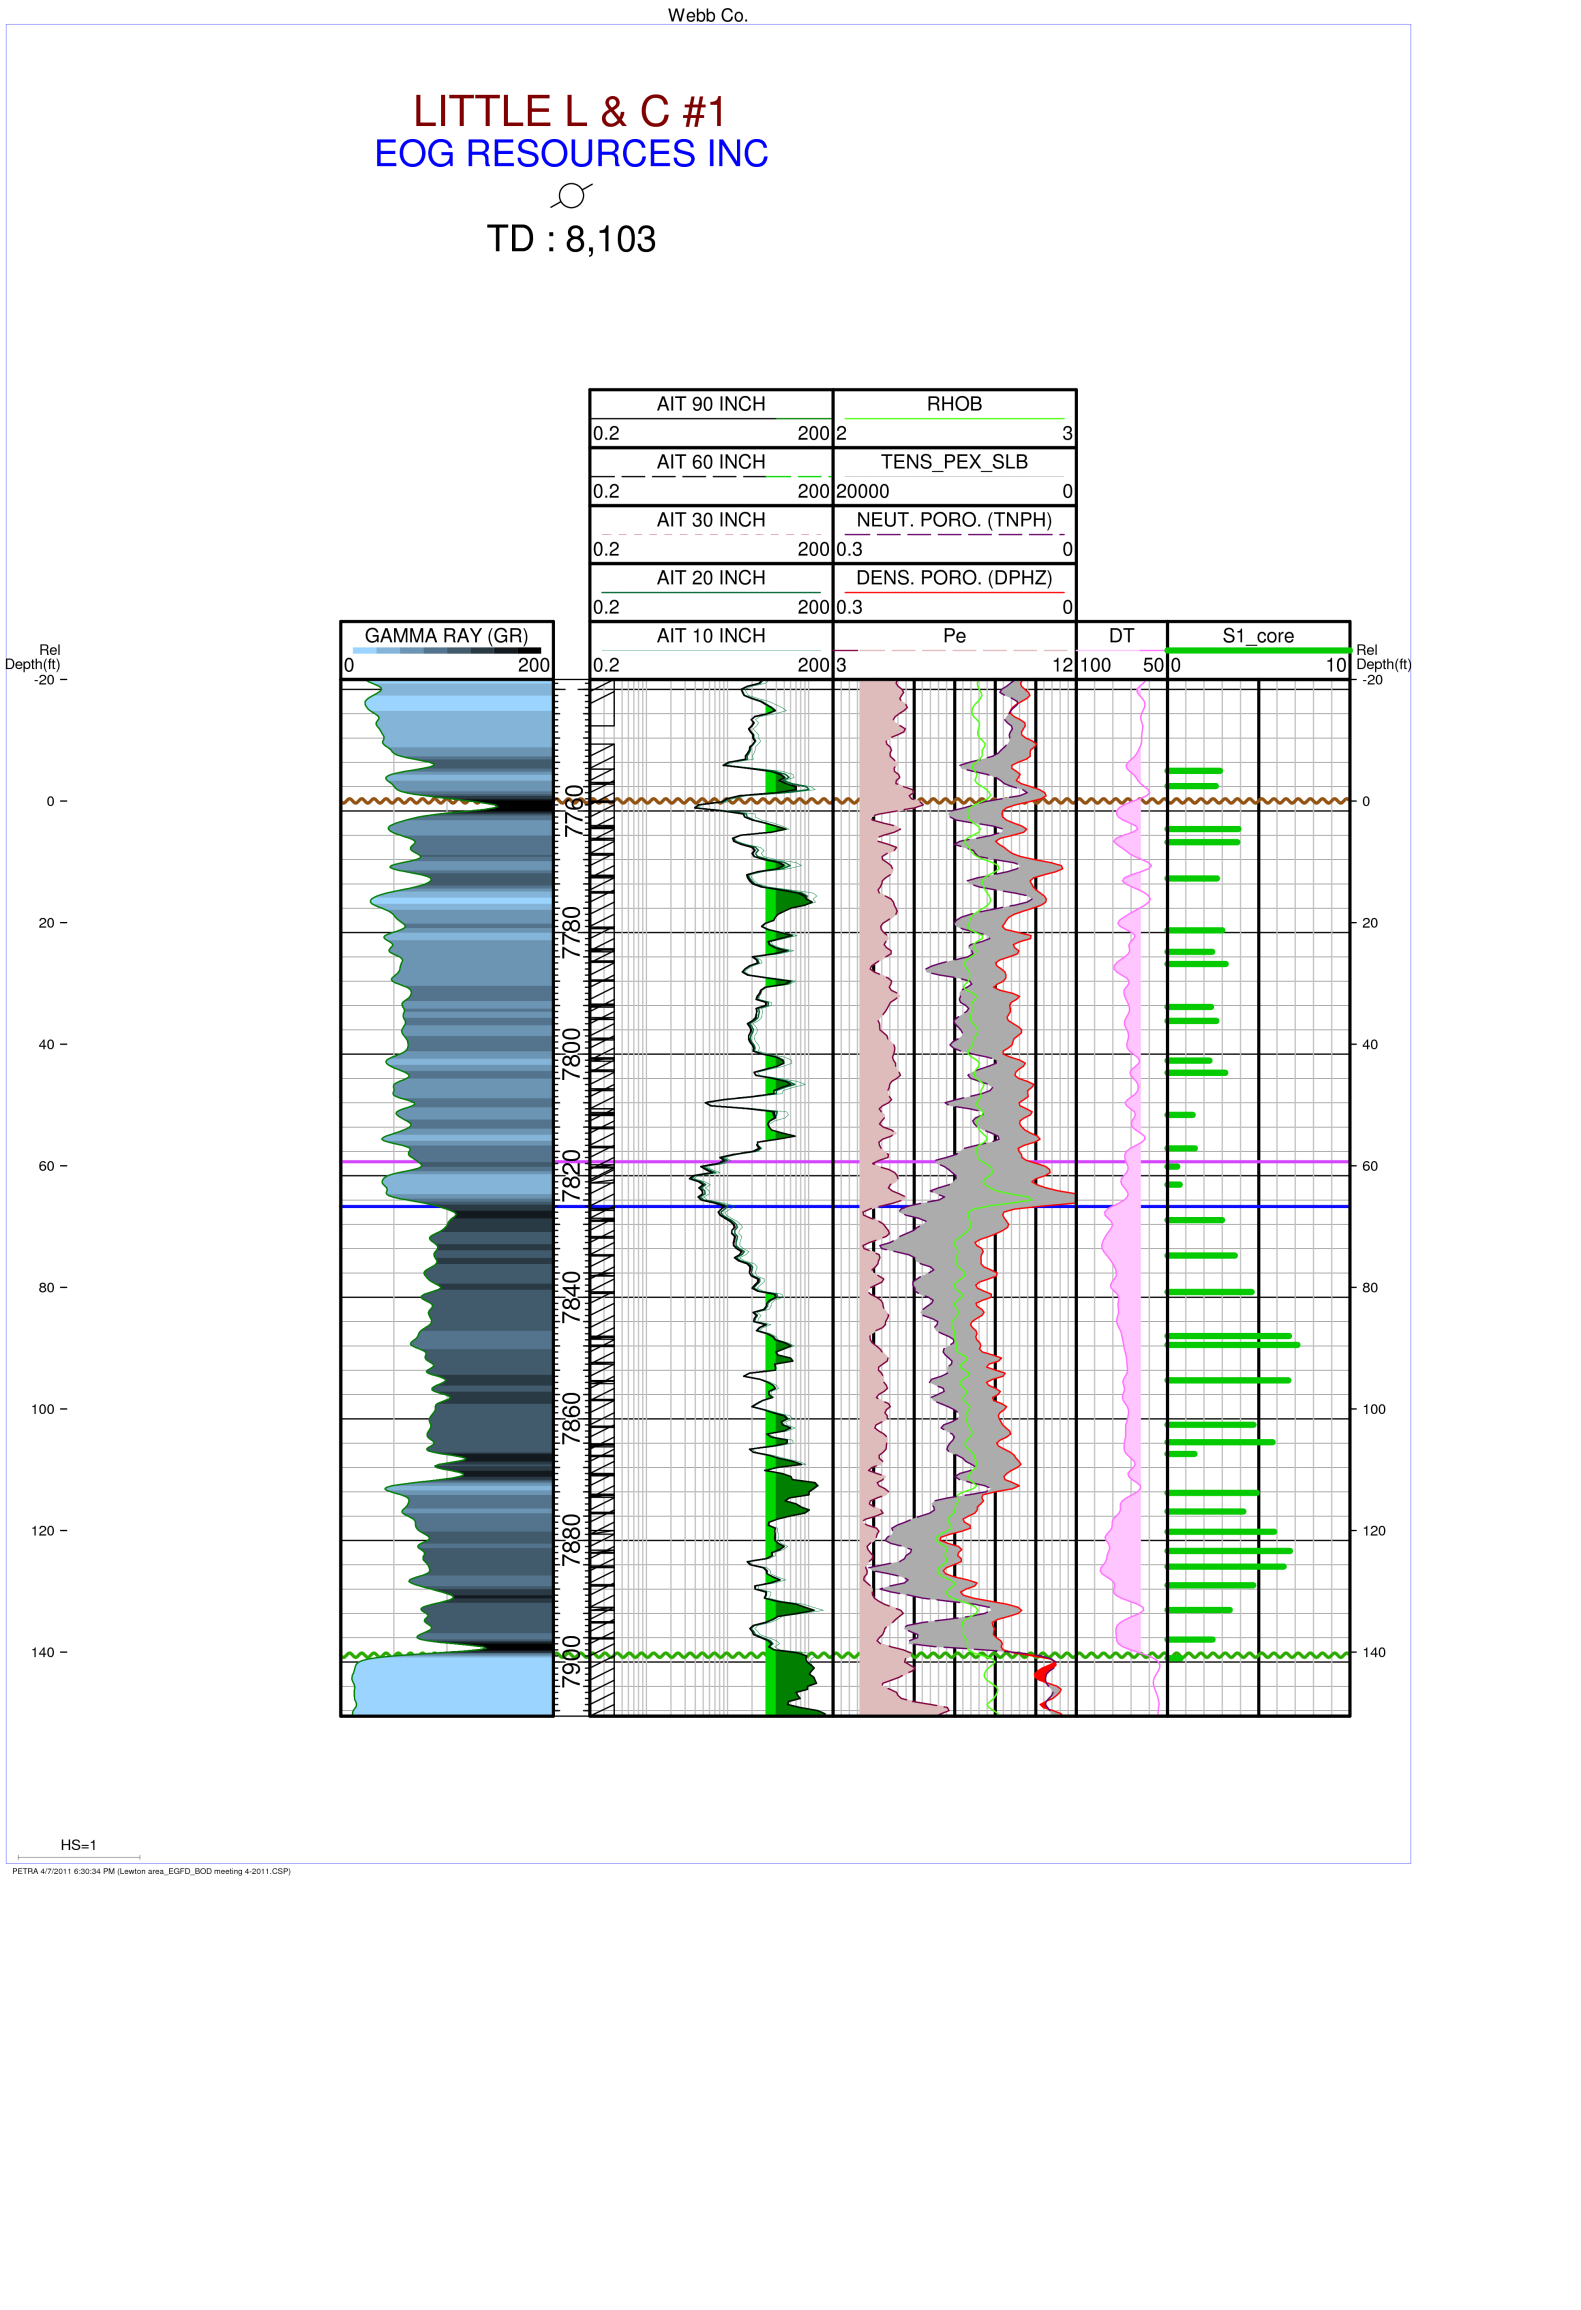 Webb Co.
LITTLE L & C #1
EOG RESOURCES INC
TD : 8,103
AIT 90 INCH RHOB
0.2 200 2 3
AIT 60 INCH TENS_PEX_SLB
0.2 200 20000 0
AIT 30 INCH NEUT. PORO. (TNPH)
0.2 200 0.3 0
AIT 20 INCH DENS. PORO. (DPHZ)
0.2 200 0.3 0
GAMMA RAY (GR) AIT 10 INCH Pe DT S1_core
Rel Depth(ft) 0 200 0.2 200 3 12 100 50 0 10 Rel Depth(ft)
-20 -20
0 7760 0
20 7780 20
40 7800 40
60 7820 60
80 7840 80
100 7860 100
120 7880 120
140 7900 140
HS=1
PETRA 4/7/2011 6:30:34 PM (Lewton area_EGFD_BOD meeting 4-2011.CSP)